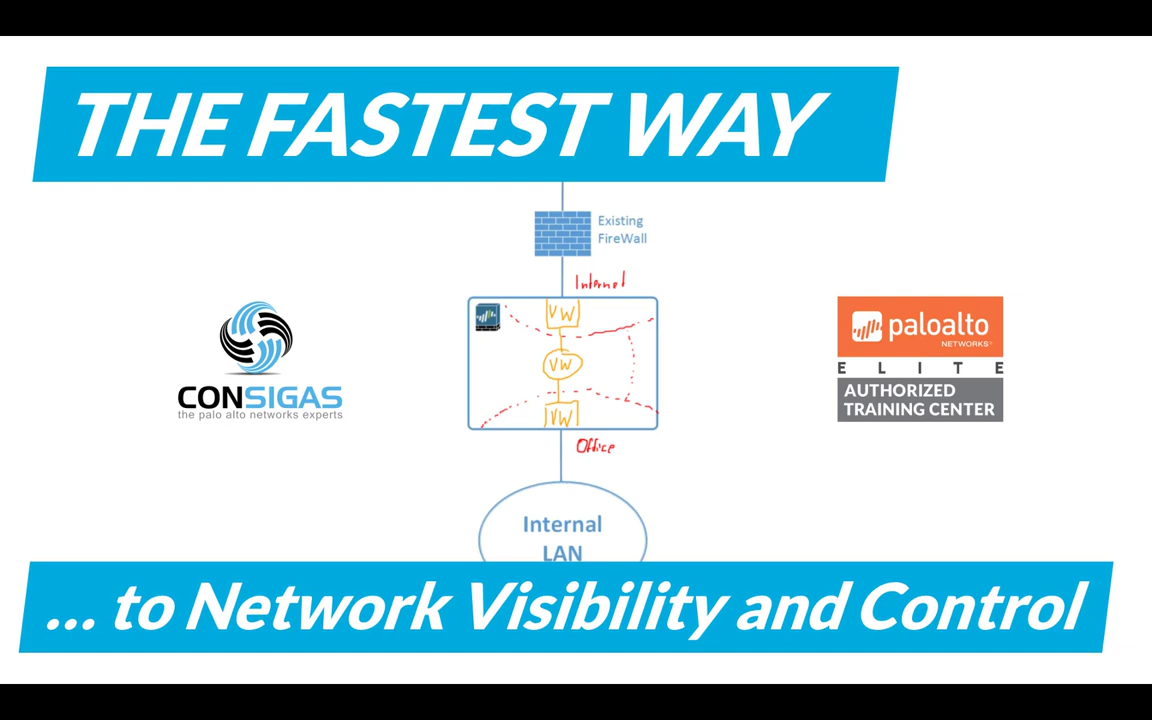 THE FASTEST WAY
Existing
FireWall
Internet
VW
VW
VW
Office
Internal
LAN
CONSIGAS
the palo alto networks experts
paloalto
NETWORKS
ELITE
AUTHORIZED
TRAINING CENTER
... to Network Visibility and Control